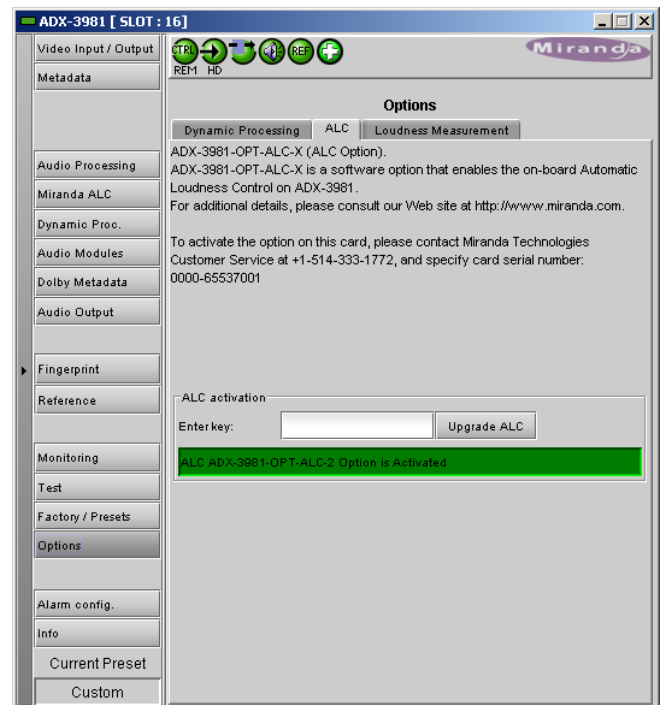 ADX-3981 [ SLOT : 16]
Video Input / Output
Metadata
Audio Processing
Miranda ALC
Dynamic Proc.
Audio Modules
Dolby Metadata
Audio Output
Fingerprint
Reference
Monitoring
Test
Factory / Presets
Options
Alarm config.
Info
Current Preset
Custom
CTRL
REF
REM HD
Miranda
Options
Dynamic Processing ALC Loudness Measurement
ADX-3981-OPT-ALC-X (ALC Option).
ADX-3981-OPT-ALC-X is a software option that enables the on-board Automatic
Loudness Control on ADX-3981.
For additional details, please consult our Web site at http://www.miranda.com.
To activate the option on this card, please contact Miranda Technologies
Customer Service at +1-514-333-1772, and specify card serial number:
0000-65537001
ALC activation
Enter key: Upgrade ALC
ALC ADX-3981-OPT-ALC-2 Option is Activated